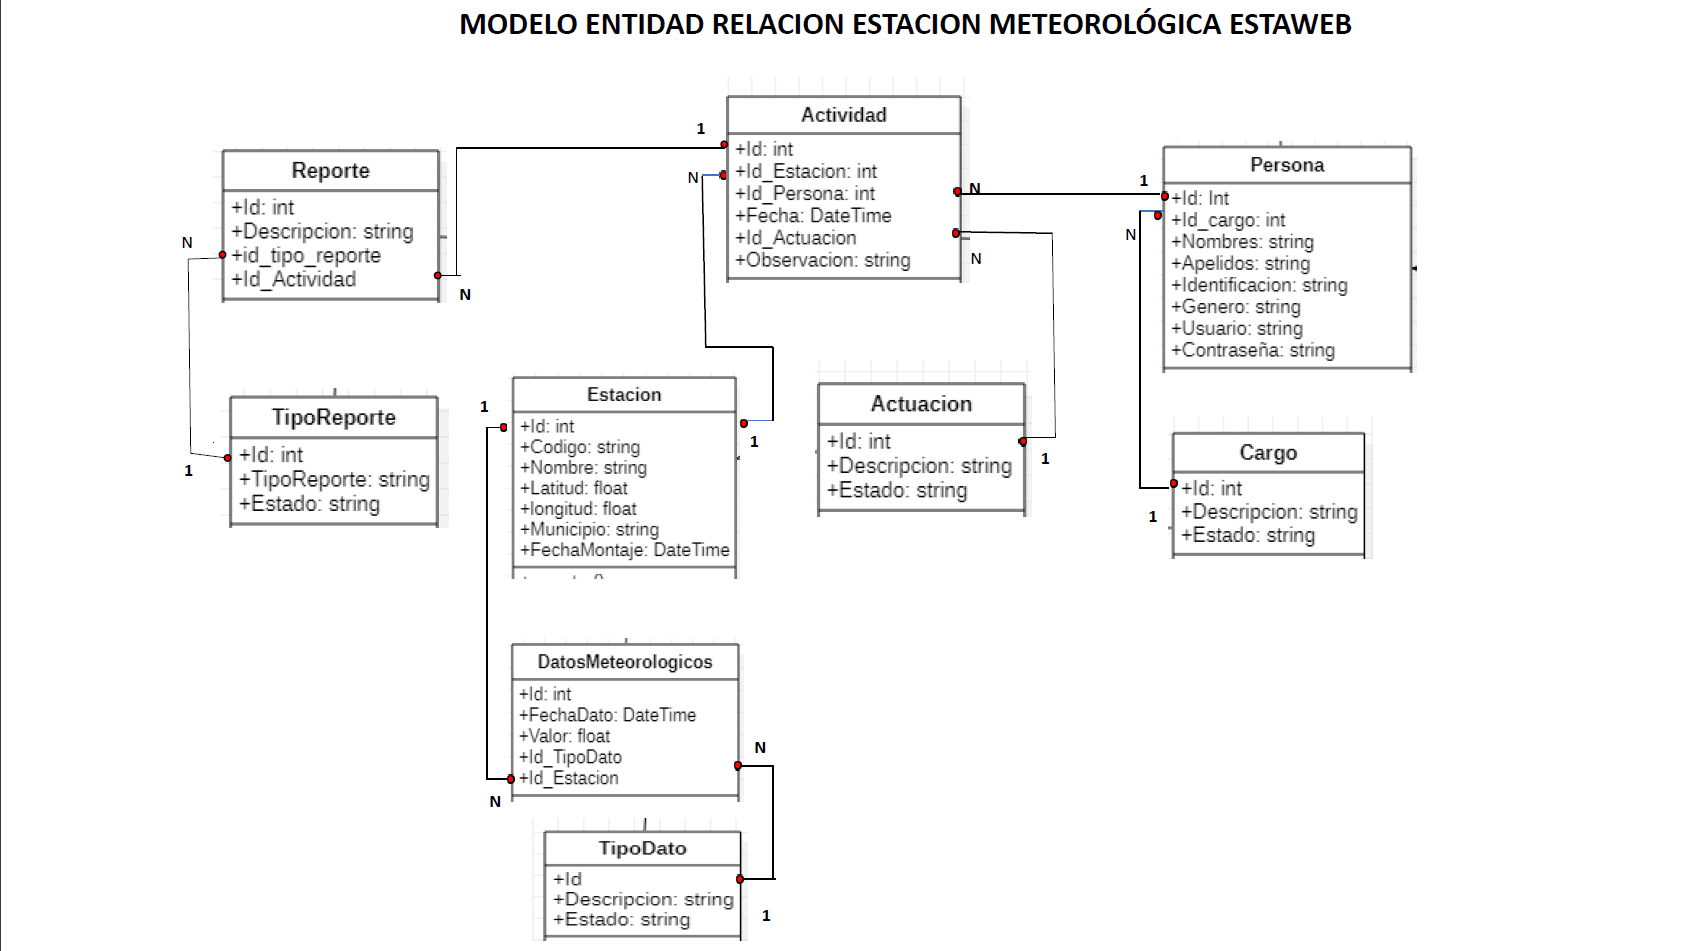 MODELO ENTIDAD RELACION ESTACION METEOROLÓGICA ESTAWEB
Reporte
+Id: int
+Descripcion: string
+id_tipo_reporte
+Id_Actividad
N
N
TipoReporte
+Id: int
+TipoReporte: string
+Estado: string
1
Actividad
+Id: int
+Id_Estacion: int
+Id_Persona: int
+Fecha: DateTime
+Id_Actuacion
+Observacion: string
1
N
N
N
Persona
+Id: Int
+Id_cargo: int
+Nombres: string
+Apelidos: string
+Identificacion: string
+Genero: string
+Usuario: string
+Contraseña: string
1
N
Estacion
+Id: int
+Codigo: string
+Nombre: string
+Latitud: float
+longitud: float
+Municipio: string
+FechaMontaje: DateTime
1
1
Actuacion
+Id: int
+Descripcion: string
+Estado: string
1
Cargo
+Id: int
+Descripcion: string
+Estado: string
1
DatosMeteorologicos
+Id: int
+FechaDato: DateTime
+Valor: float
+Id_TipoDato
+Id_Estacion
N
N
TipoDato
+Id
+Descripcion: string
+Estado: string
1